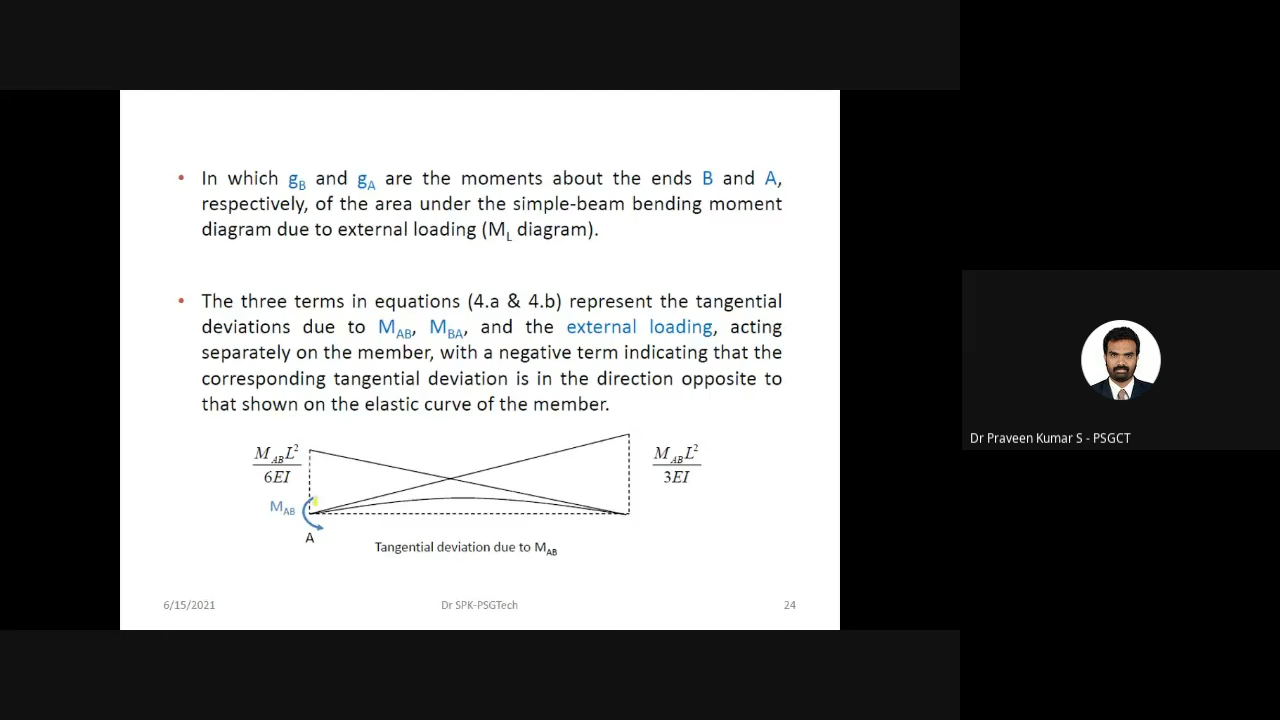 • In which gB and gA are the moments about the ends B and A,
respectively, of the area under the simple-beam bending moment
diagram due to external loading (ML diagram).
• The three terms in equations (4.a & 4.b) represent the tangential
deviations due to MAB, MBA, and the external loading, acting
separately on the member, with a negative term indicating that the
corresponding tangential deviation is in the direction opposite to
that shown on the elastic curve of the member.
MAB L²
6EI
MAB L²
3EI
MAB
A
Tangential deviation due to MAB
6/15/2021
Dr SPK-PSGTech
24
Dr Praveen Kumar S - PSGCT